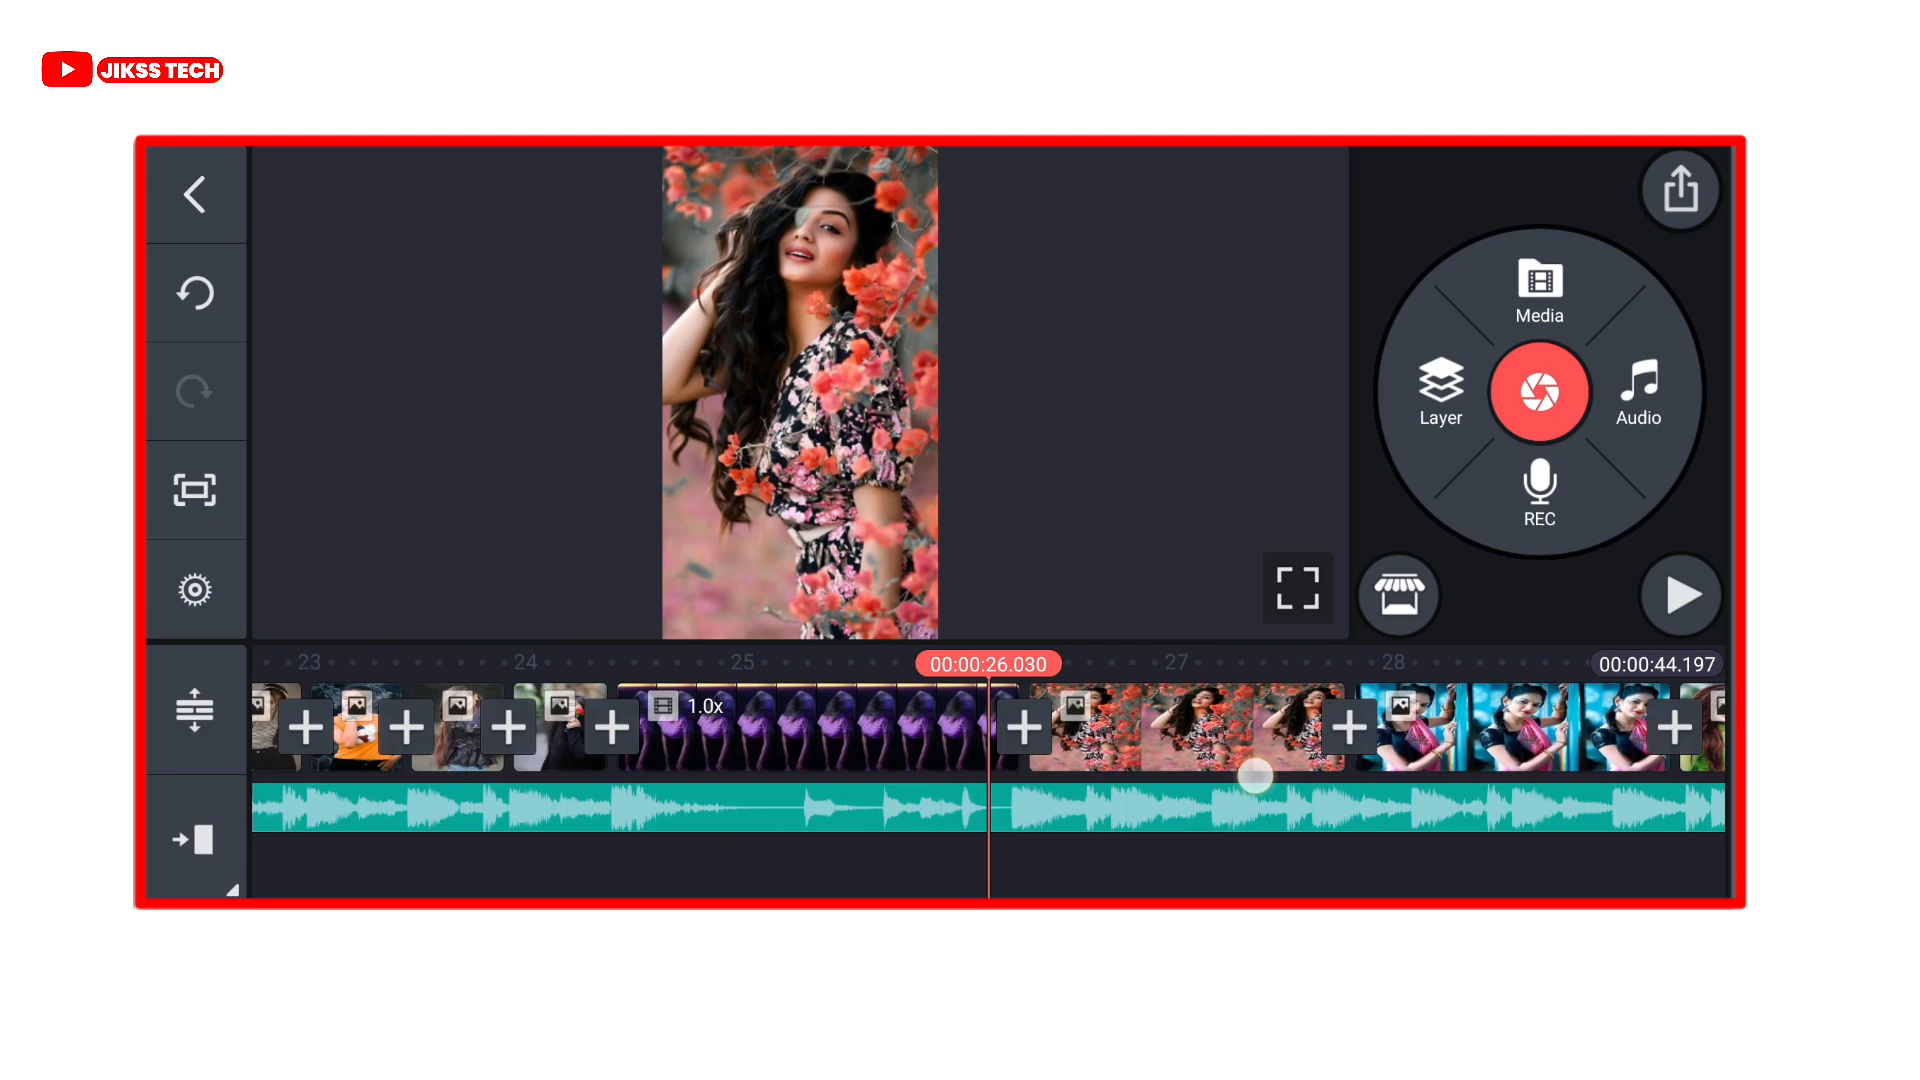 JIKSS TECH
Media
Layer
Audio
REC
23
24
25
00:00:26.030
27
28
00:00:44.197
1.0x